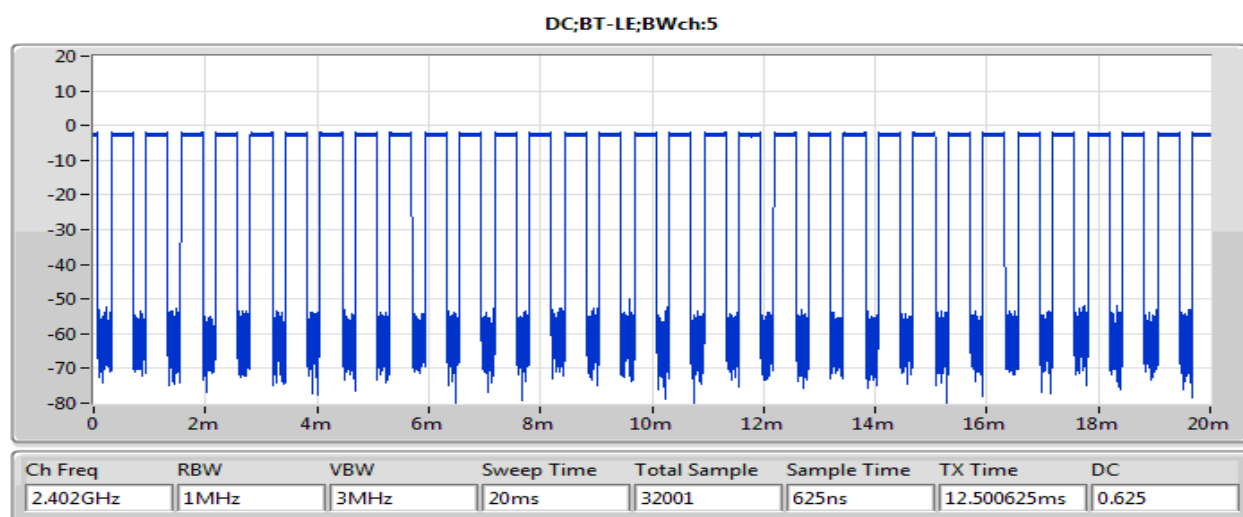 DC;BT-LE;BWch:5
20
10
0
-10
-20
-30
-40
-50
-60
-70
-80
0 2m 4m 6m 8m 10m 12m 14m 16m 18m 20m
Ch Freq RBW VBW Sweep Time Total Sample Sample Time TX Time DC
2.402GHz 1MHz 3MHz 20ms 32001 625ns 12.500625ms 0.625